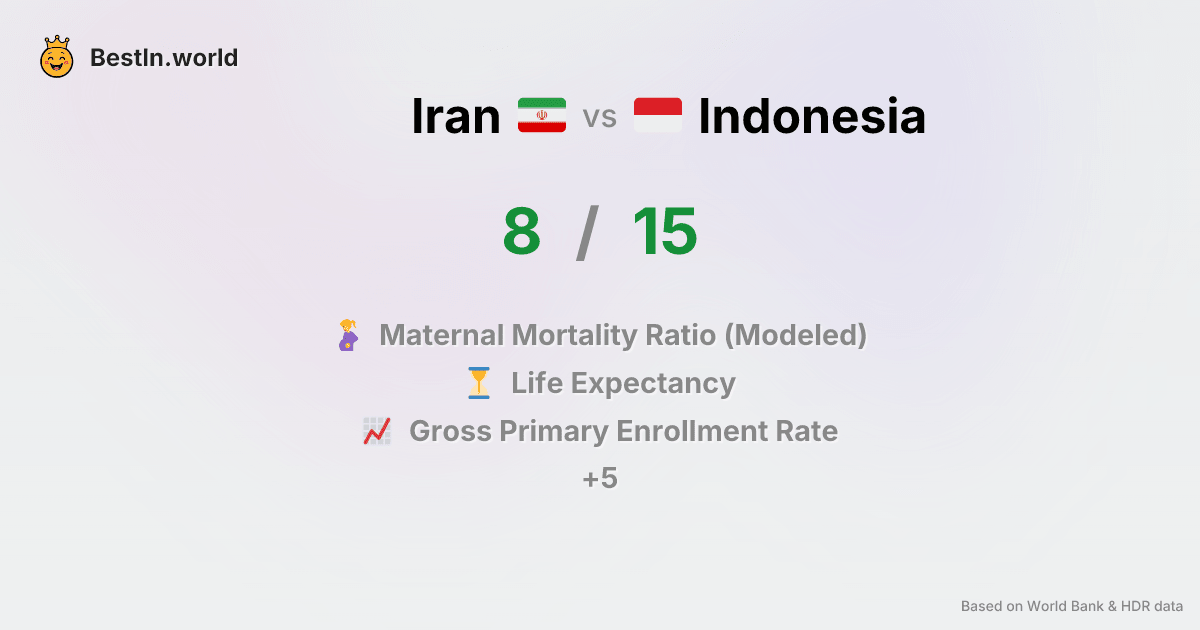 BestIn.world
Iran vs Indonesia
8 / 15
Maternal Mortality Ratio (Modeled)
Life Expectancy
Gross Primary Enrollment Rate
+5
Based on World Bank & HDR data